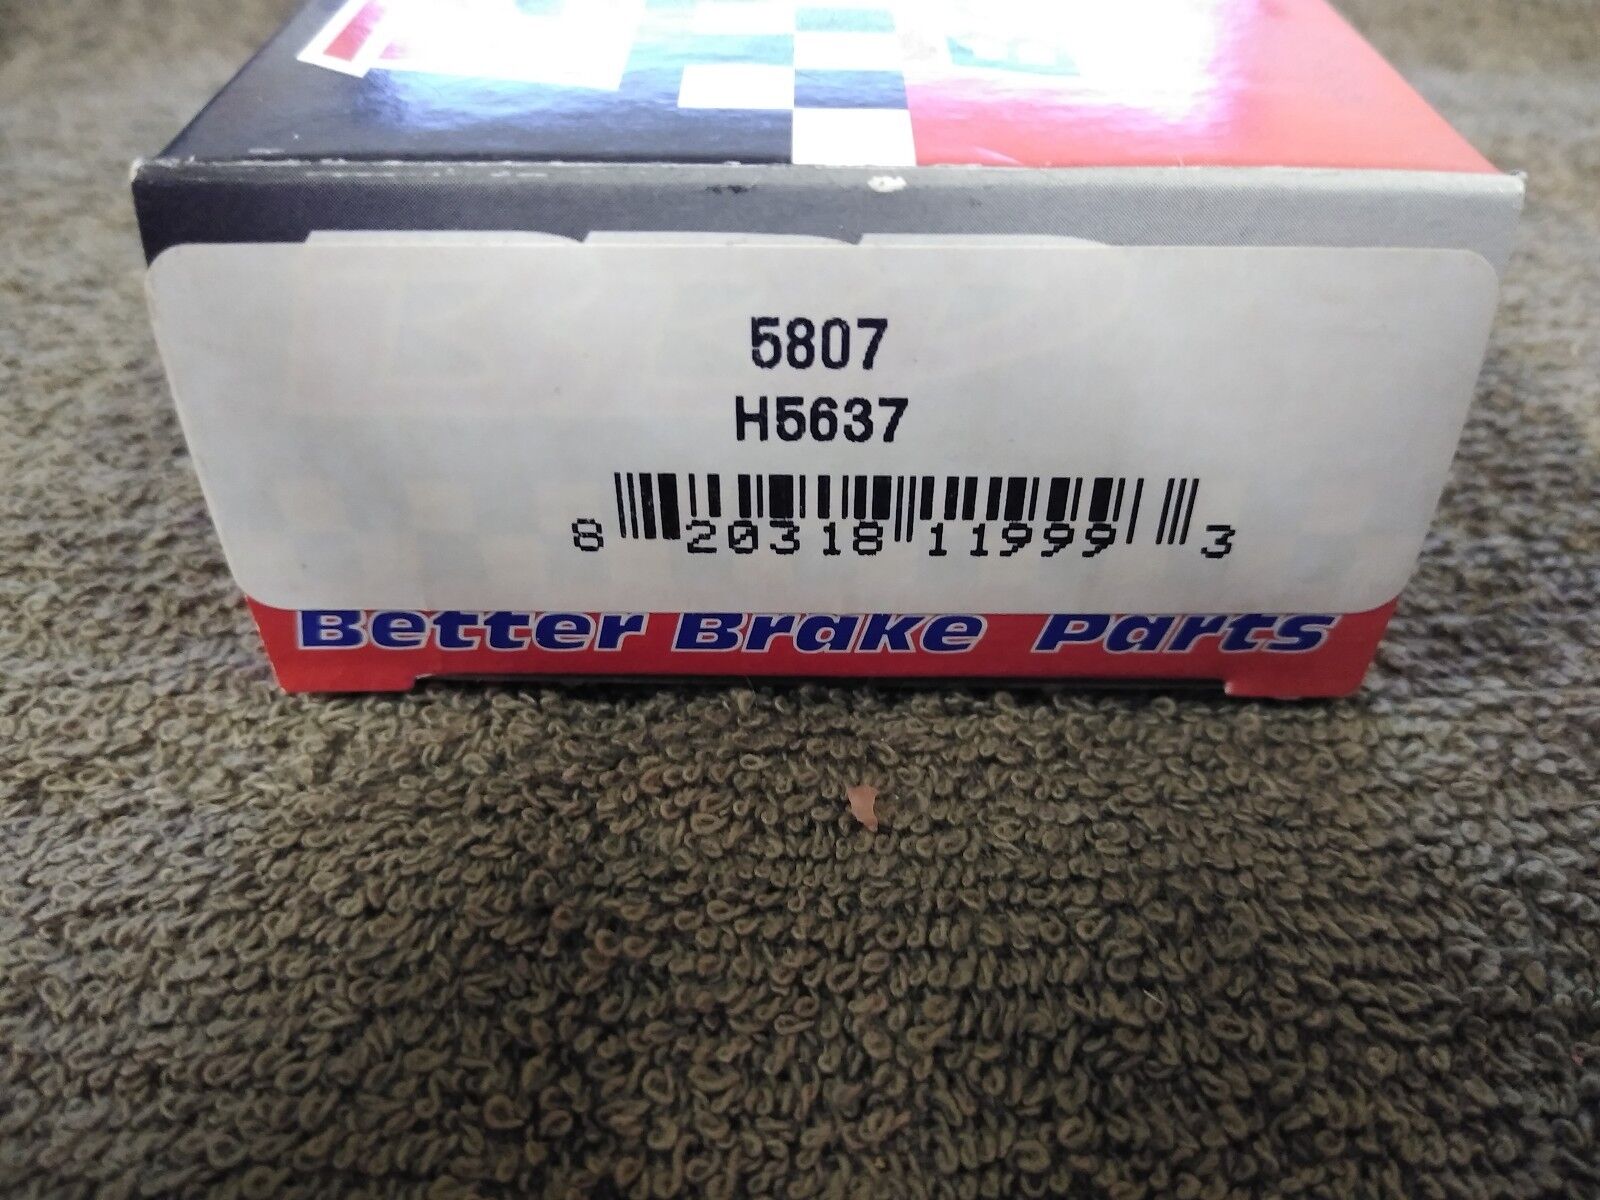 5807
H5637
8 20318 11999 3
Better Brake Parts